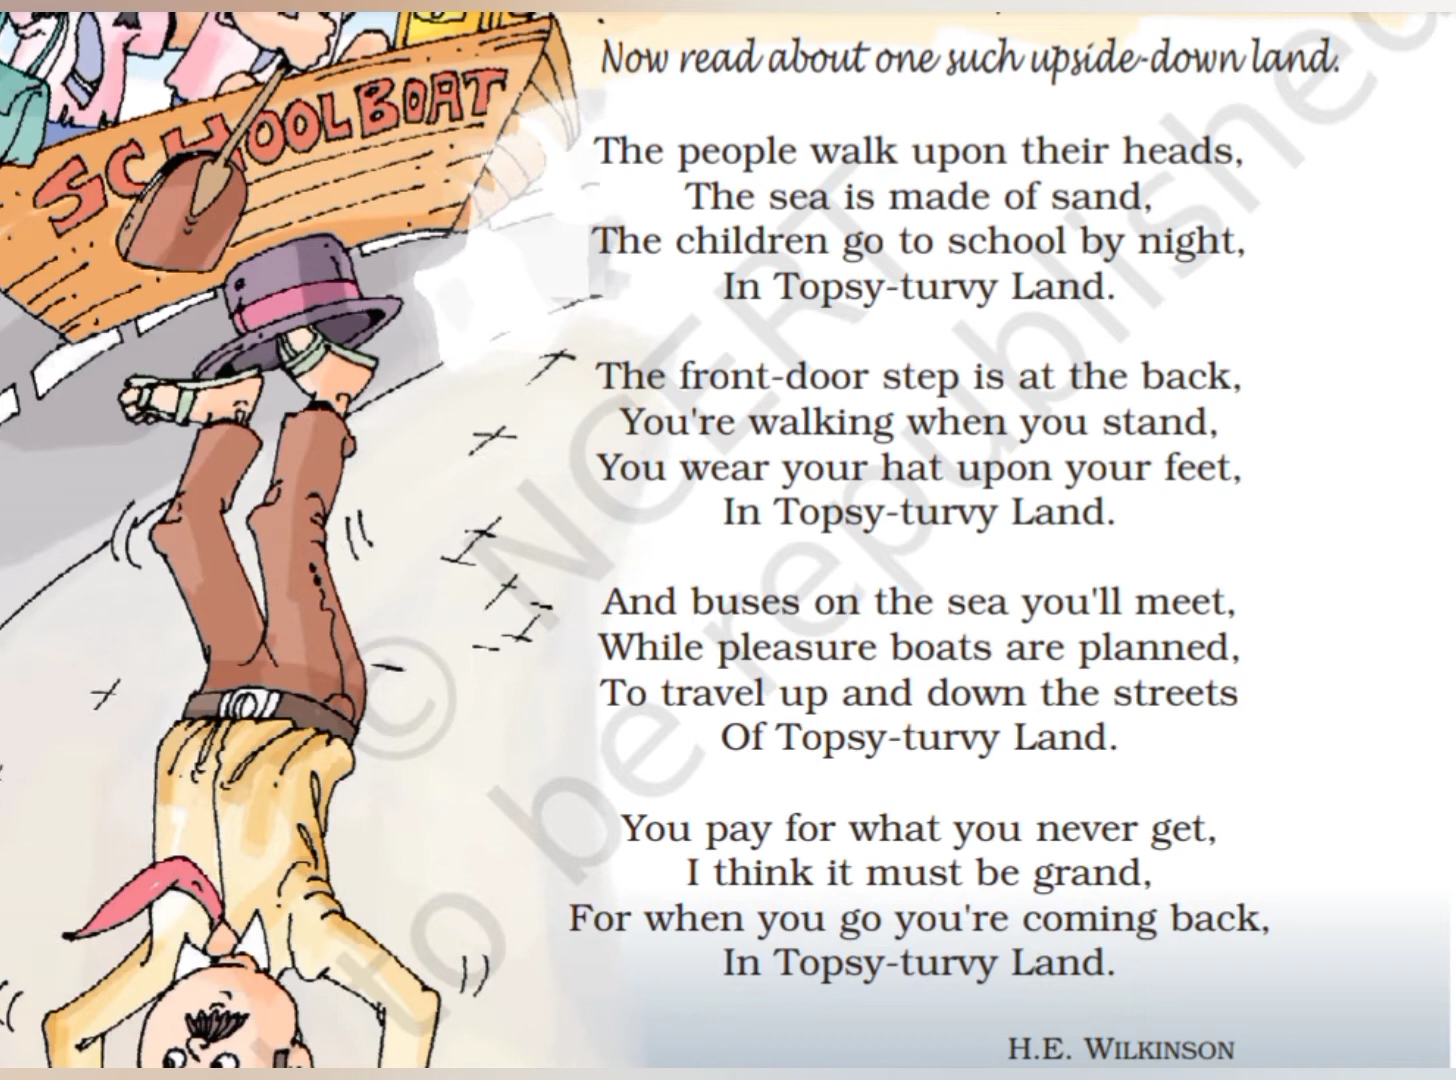 SCHOOL BOAT
Now read about one such upside-down land.
The people walk upon their heads,
The sea is made of sand,
The children go to school by night,
In Topsy-turvy Land.
The front-door step is at the back,
You're walking when you stand,
You wear your hat upon your feet,
In Topsy-turvy Land.
And buses on the sea you'll meet,
While pleasure boats are planned,
To travel up and down the streets
Of Topsy-turvy Land.
You pay for what you never get,
I think it must be grand,
For when you go you're coming back,
In Topsy-turvy Land.
H.E. WILKINSON
© NCERT
to be republished